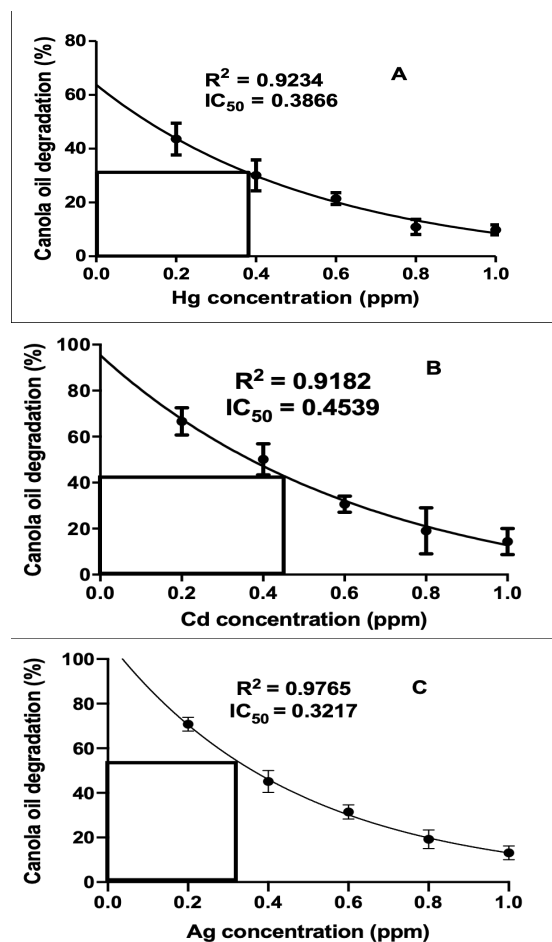 80
60
40
20
0
Canola oil degradation (%)
R² = 0.9234
IC₅₀ = 0.3866
A
0.0 0.2 0.4 0.6 0.8 1.0
Hg concentration (ppm)
100
80
60
40
20
0
Canola oil degradation (%)
R² = 0.9182
IC₅₀ = 0.4539
B
0.0 0.2 0.4 0.6 0.8 1.0
Cd concentration (ppm)
100
80
60
40
20
0
Canola oil degradation (%)
R² = 0.9765
IC₅₀ = 0.3217
C
0.0 0.2 0.4 0.6 0.8 1.0
Ag concentration (ppm)